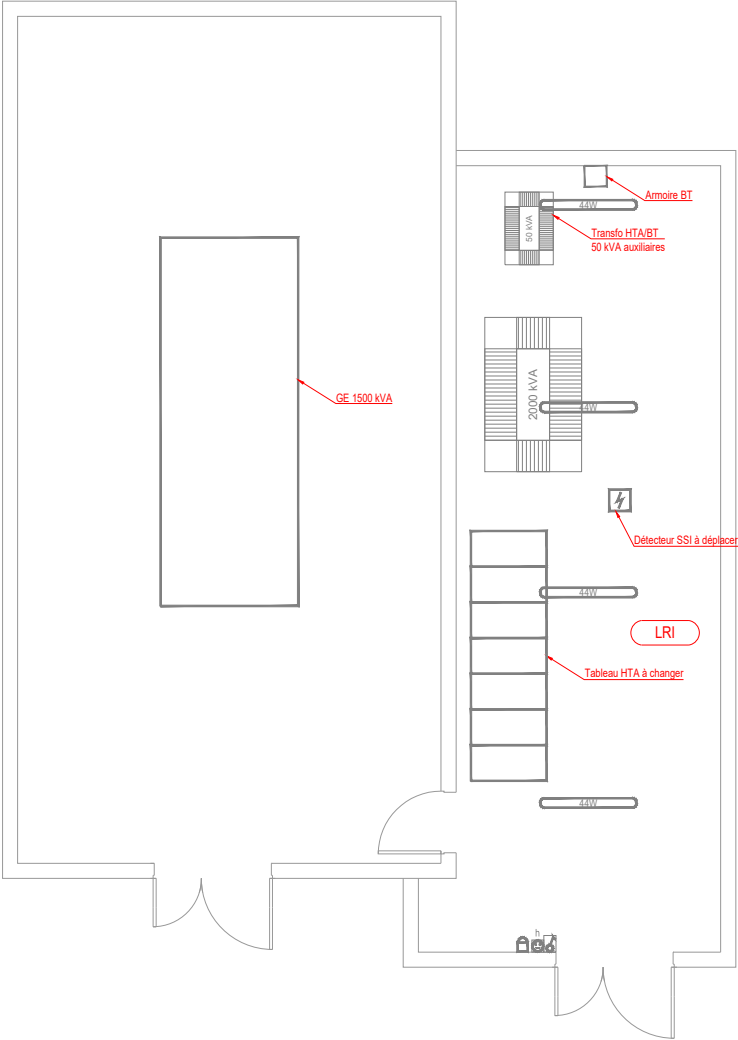 Armoire BT
44W
50 kVA
Transfo HTA/BT
50 kVA auxiliaires
GE 1500 kVA
2000 kVA
44W
Détecteur SSI à déplacer
44W
LRI
Tableau HTA à changer
44W
h